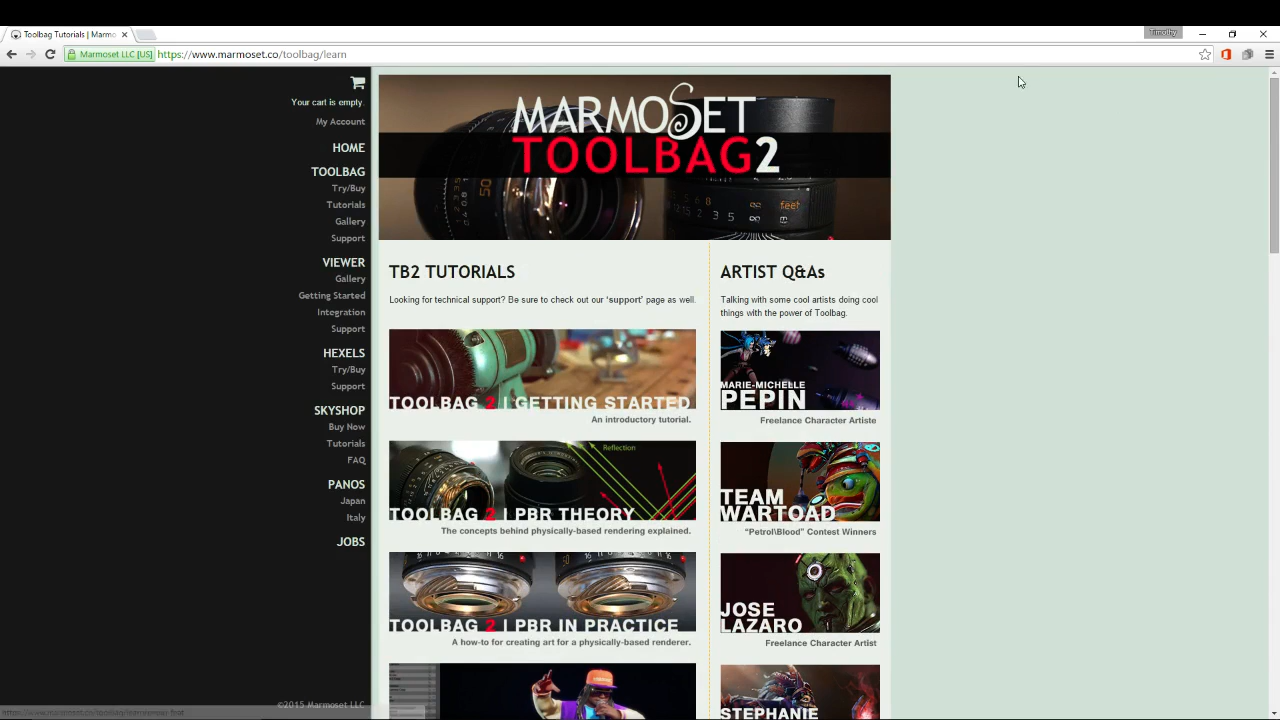 Toolbag Tutorials | Marmo
Timothy
Marmoset LLC [US]
https://www.marmoset.co/toolbag/learn
Your cart is empty.
My Account
HOME
TOOLBAG
Try/Buy
Tutorials
Gallery
Support
VIEWER
Gallery
Getting Started
Integration
Support
HEXELS
Try/Buy
Support
SKYSHOP
Buy Now
Tutorials
FAQ
PANOS
Japan
Italy
JOBS
©2015 Marmoset LLC
MARMOSET
TOOLBAG2
50
feet
2 3 5
TB2 TUTORIALS
Looking for technical support? Be sure to check out our 'support' page as well.
TOOLBAG 2 | GETTING STARTED
An introductory tutorial.
Reflection
TOOLBAG 2 | PBR THEORY
The concepts behind physically-based rendering explained.
TOOLBAG 2 | PBR IN PRACTICE
A how-to for creating art for a physically-based renderer.
ARTIST Q&As
Talking with some cool artists doing cool
things with the power of Toolbag.
MARIE-MICHELLE
PEPIN
Freelance Character Artiste
TEAM
WARTOAD
"Petrol\Blood" Contest Winners
JOSE
LAZARO
Freelance Character Artist
STEPHANIE